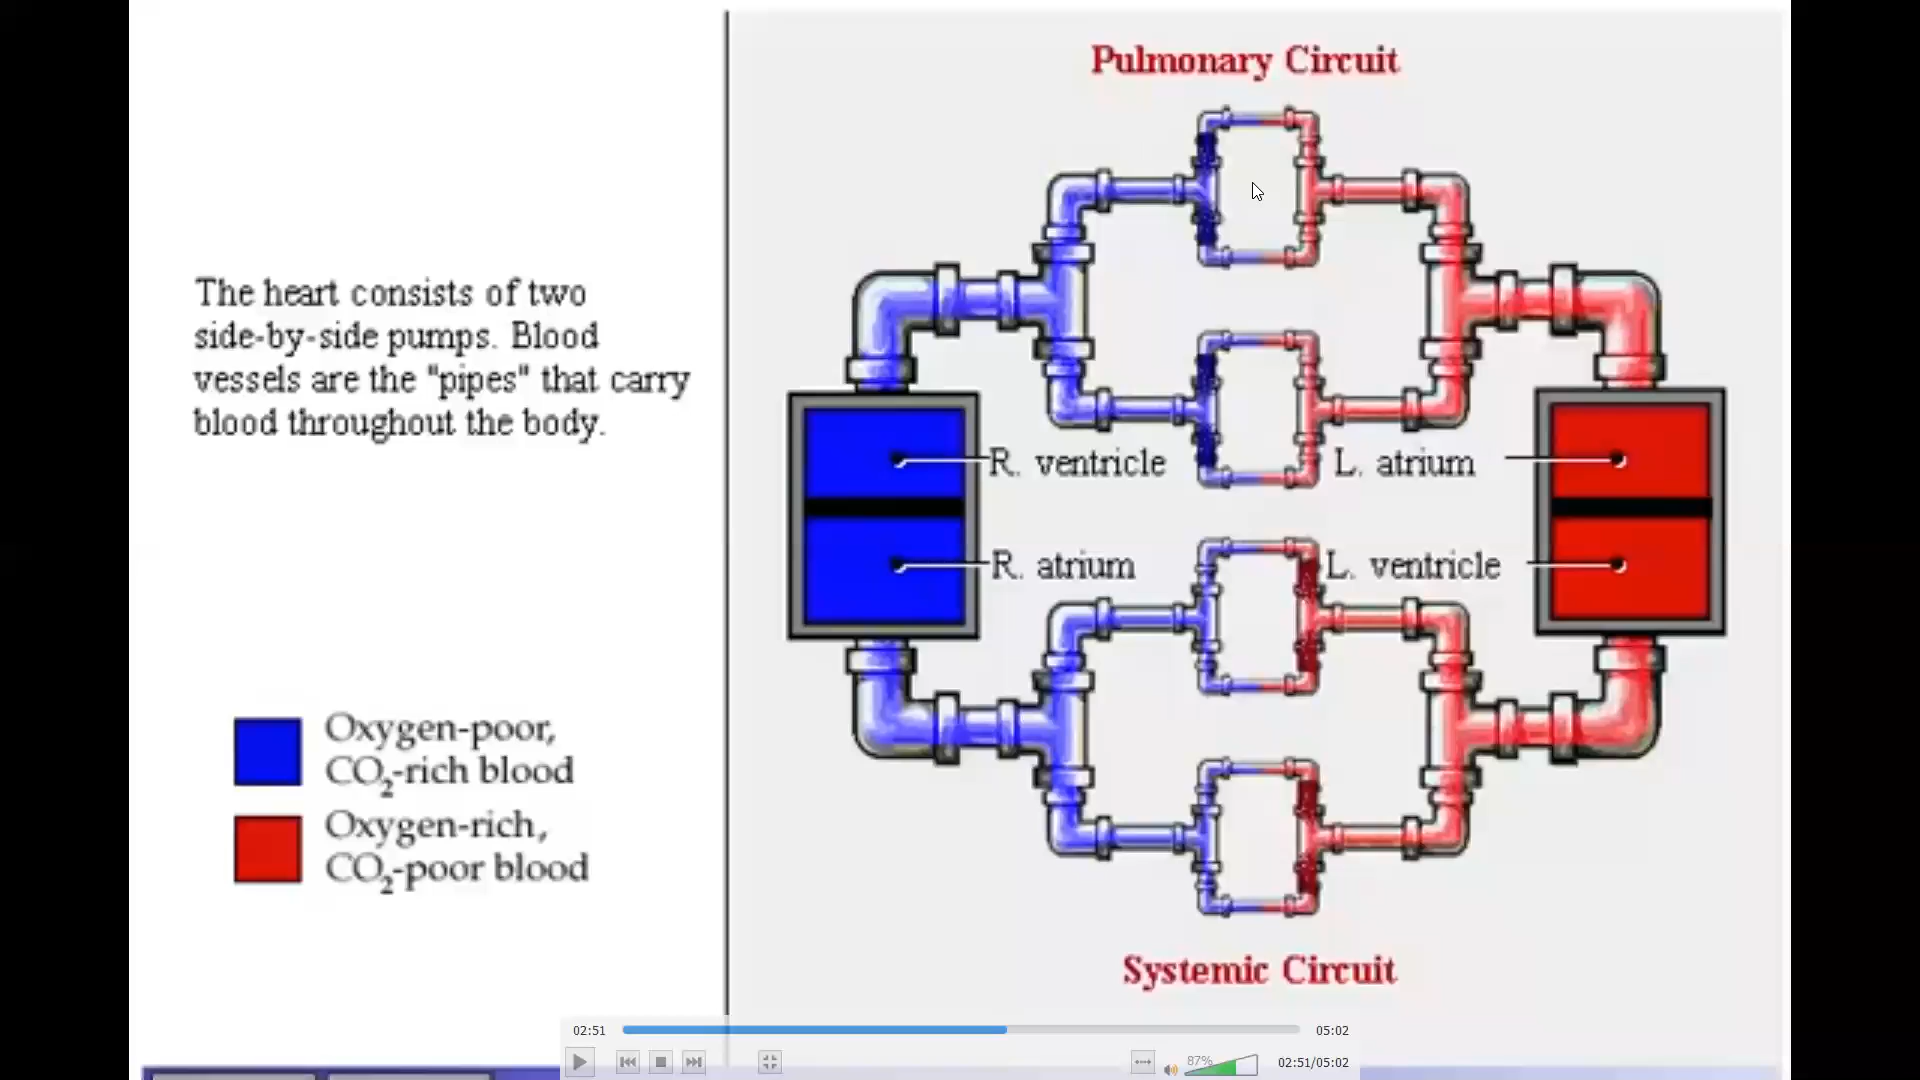 Pulmonary Circuit
The heart consists of two
side-by-side pumps. Blood
vessels are the "pipes" that carry
blood throughout the body.
R. ventricle
L. atrium
R. atrium
L. ventricle
Oxygen-poor,
CO₂-rich blood
Oxygen-rich,
CO₂-poor blood
Systemic Circuit
02:51
05:02
87%
02:51/05:02